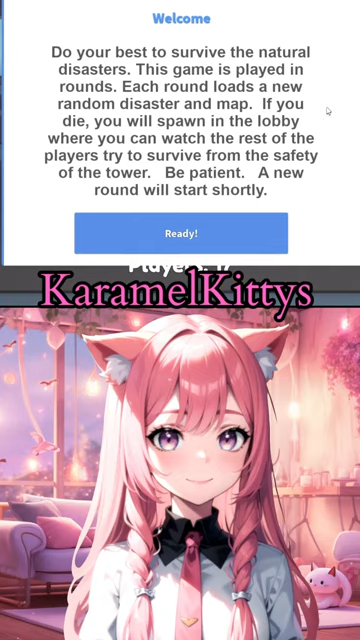 Welcome
Do your best to survive the natural
disasters. This game is played in
rounds. Each round loads a new
random disaster and map.  If you
die, you will spawn in the lobby
where you can watch the rest of the
players try to survive from the safety
of the tower.   Be patient.   A new
round will start shortly.
Ready!
Players: 17
KaramelKittys